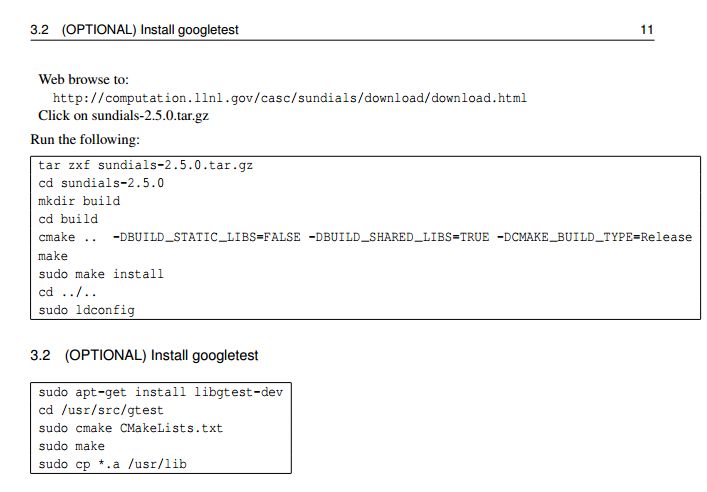 3.2 (OPTIONAL) Install googletest 11
Web browse to:
http://computation.llnl.gov/casc/sundials/download/download.html
Click on sundials-2.5.0.tar.gz
Run the following:
tar zxf sundials-2.5.0.tar.gz
cd sundials-2.5.0
mkdir build
cd build
cmake .. -DBUILD_STATIC_LIBS=FALSE -DBUILD_SHARED_LIBS=TRUE -DCMAKE_BUILD_TYPE=Release
make
sudo make install
cd ../..
sudo ldconfig
3.2 (OPTIONAL) Install googletest
sudo apt-get install libgtest-dev
cd /usr/src/gtest
sudo cmake CMakeLists.txt
sudo make
sudo cp *.a /usr/lib